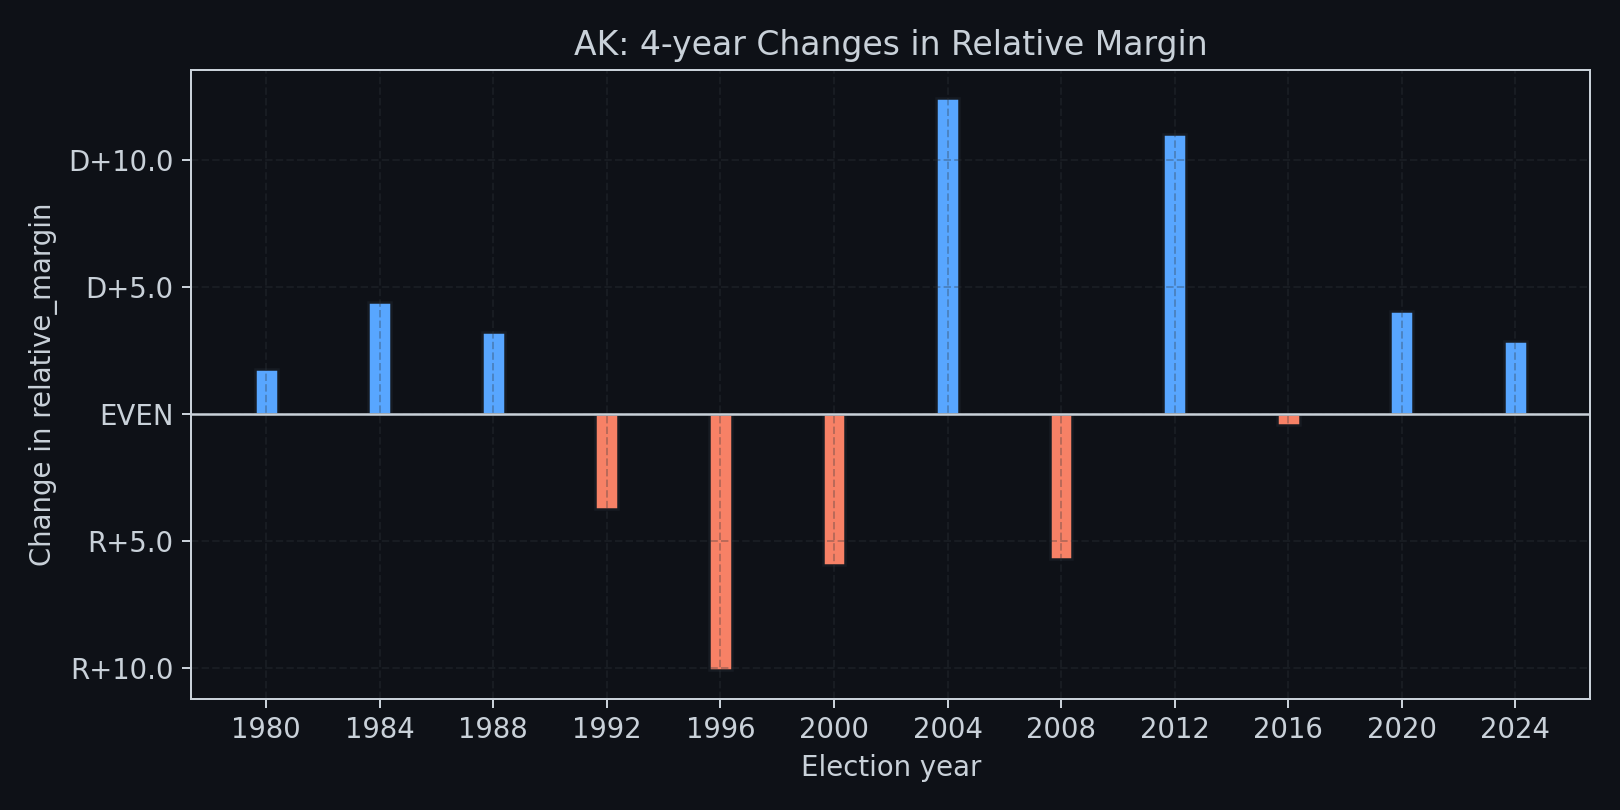 AK: 4-year Changes in Relative Margin
Change in relative_margin
D+10.0
D+5.0
EVEN
R+5.0
R+10.0
1980 1984 1988 1992 1996 2000 2004 2008 2012 2016 2020 2024
Election year